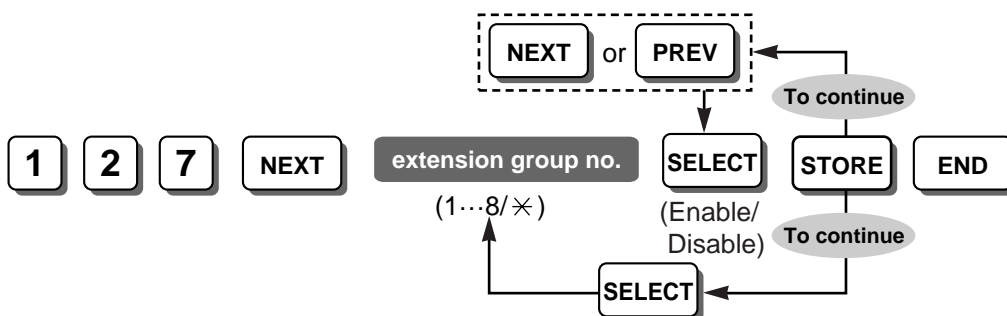 NEXT or PREV
To continue
1 2 7 NEXT extension group no. SELECT STORE END
(1···8/✳)
(Enable/
Disable)
To continue
SELECT